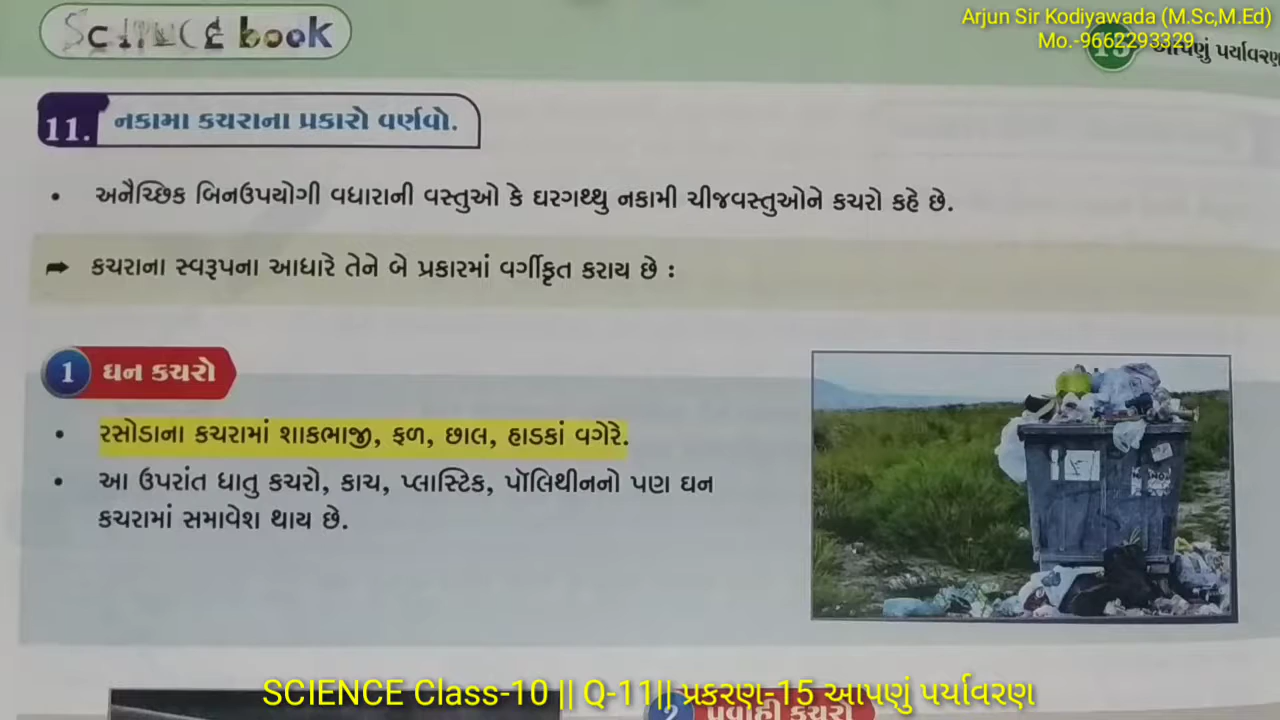 SCIENCE book
Arjun Sir Kodiyawada (M.Sc,M.Ed)
Mo.-9662293329
15 આપણું પર્યાવરણ
11. નકામા કચરાના પ્રકારો વર્ણવો.
• અનૈચ્છિક બિનઉપયોગી વધારાની વસ્તુઓ કે ઘરગથ્થુ નકામી ચીજવસ્તુઓને કચરો કહે છે.
➡ કચરાના સ્વરૂપના આધારે તેને બે પ્રકારમાં વર્ગીકૃત કરાય છે :
1 ઘન કચરો
• રસોડાના કચરામાં શાકભાજી, ફળ, છાલ, હાડકાં વગેરે.
• આ ઉપરાંત ધાતુ કચરો, કાચ, પ્લાસ્ટિક, પૉલિથીનનો પણ ઘન
કચરામાં સમાવેશ થાય છે.
2 પ્રવાહી કચરો
SCIENCE Class-10 || Q-11|| પ્રકરણ-15 આપણું પર્યાવરણ